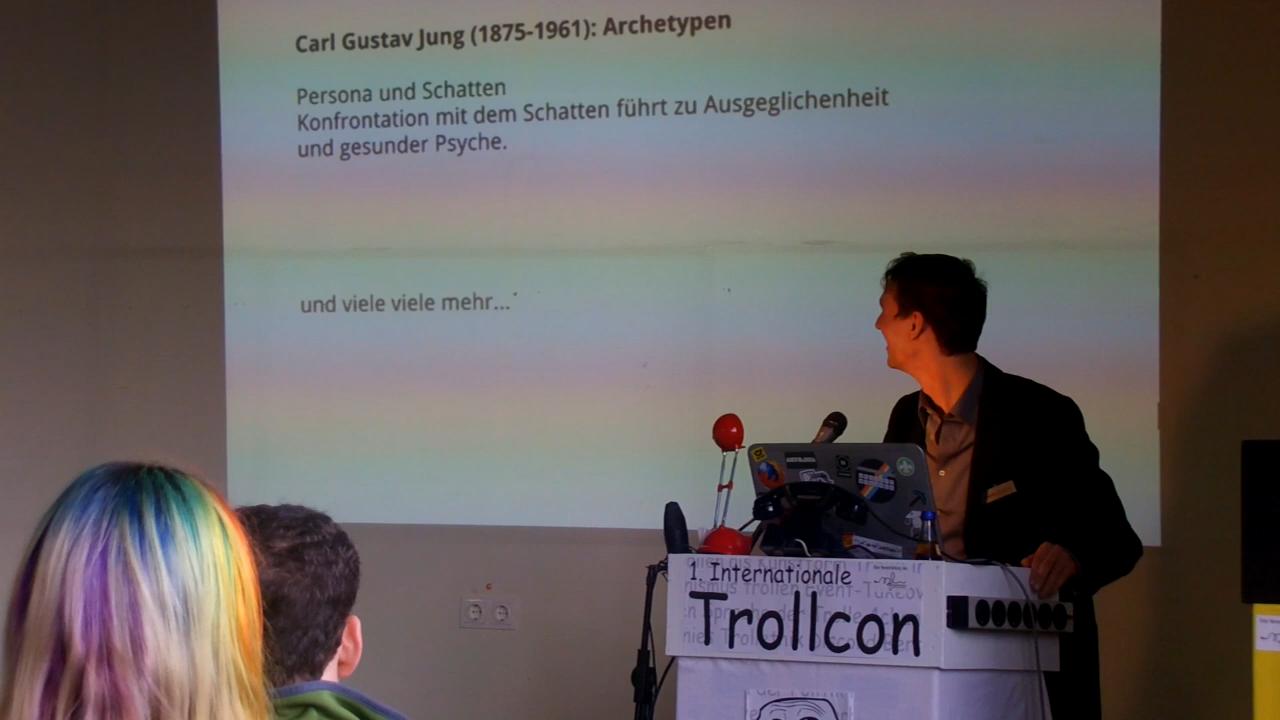 Carl Gustav Jung (1875-1961): Archetypen
Persona und Schatten
Konfrontation mit dem Schatten führt zu Ausgeglichenheit
und gesunder Psyche.
und viele viele mehr...
1. Internationale
Trollcon